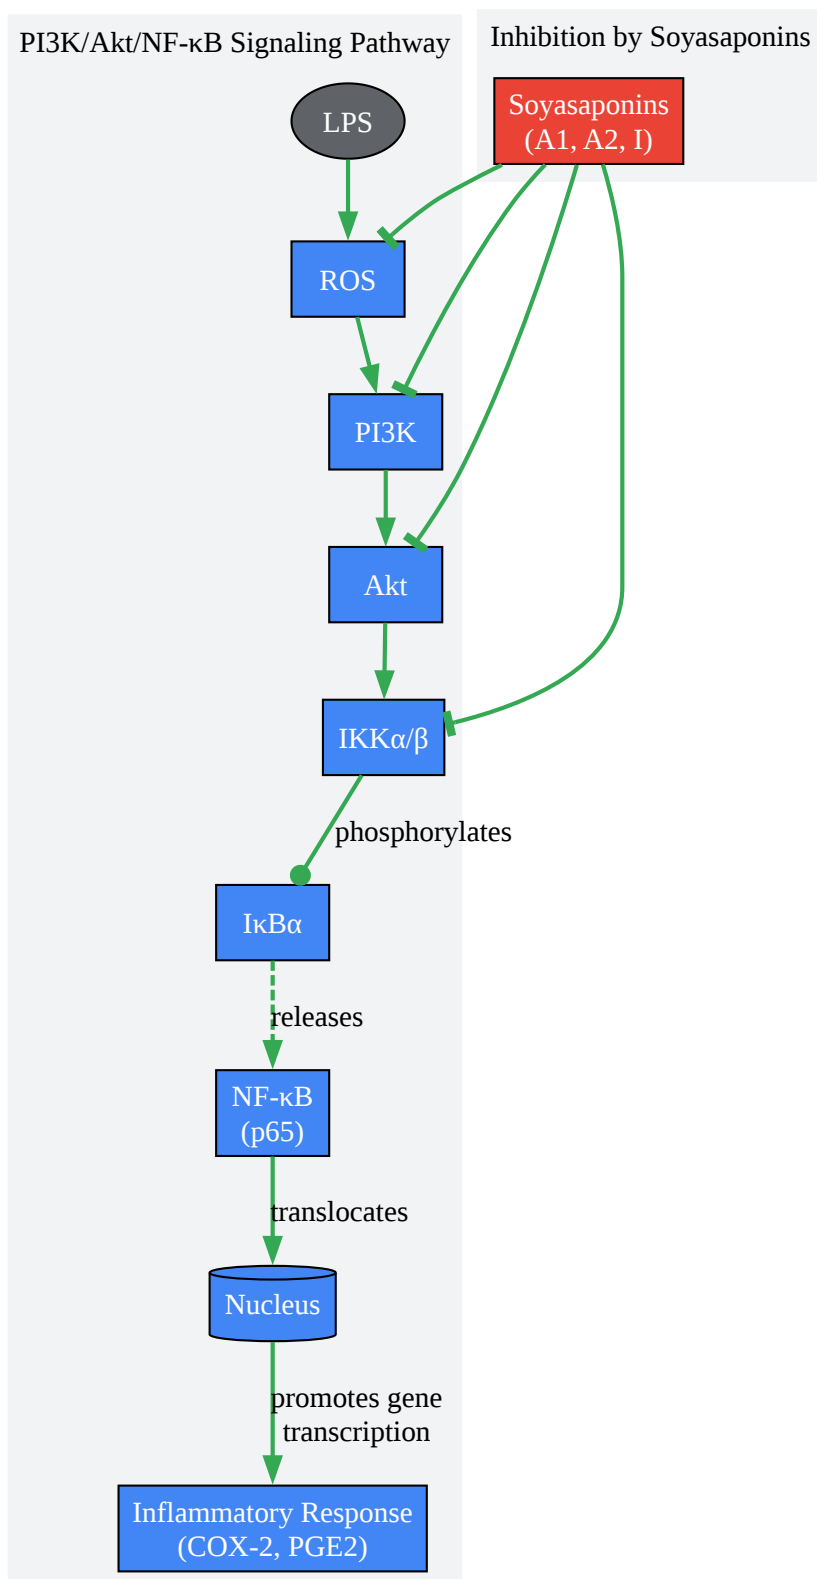 PI3K/Akt/NF-κB Signaling Pathway
Inhibition by Soyasaponins
LPS
Soyasaponins
(A1, A2, I)
ROS
PI3K
Akt
IKKα/β
phosphorylates
IκBα
releases
NF-κB
(p65)
translocates
Nucleus
promotes gene
transcription
Inflammatory Response
(COX-2, PGE2)